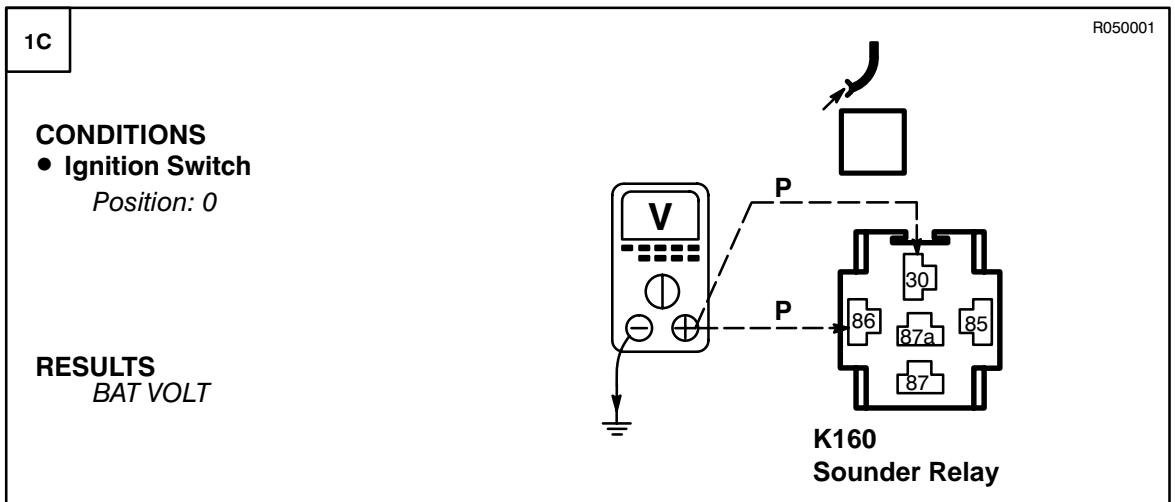 1C
R050001
CONDITIONS
● Ignition Switch
Position: 0
RESULTS
BAT VOLT
V
P
P
30
86
87a
85
87
K160
Sounder Relay